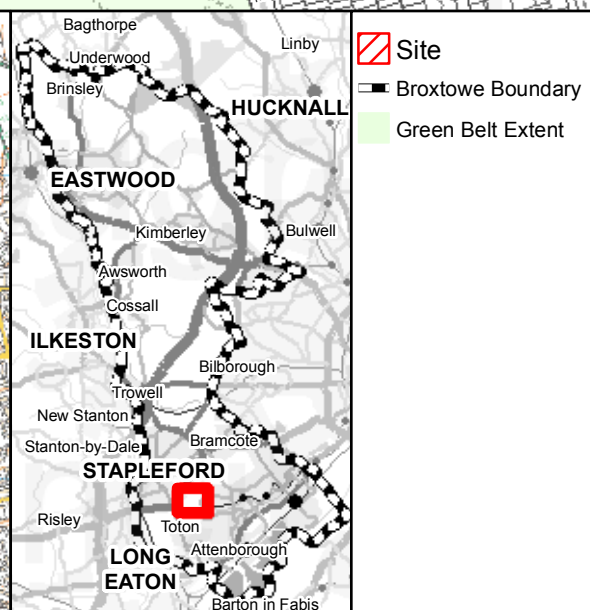 Bagthorpe
Linby
Underwood
Brinsley
HUCKNALL
EASTWOOD
Kimberley
Bulwell
Awsworth
Cossall
ILKESTON
Bilborough
Trowell
New Stanton
Bramcote
Stanton-by-Dale
STAPLEFORD
Risley
Toton
LONG
EATON
Attenborough
Barton in Fabis
Site
Broxtowe Boundary
Green Belt Extent